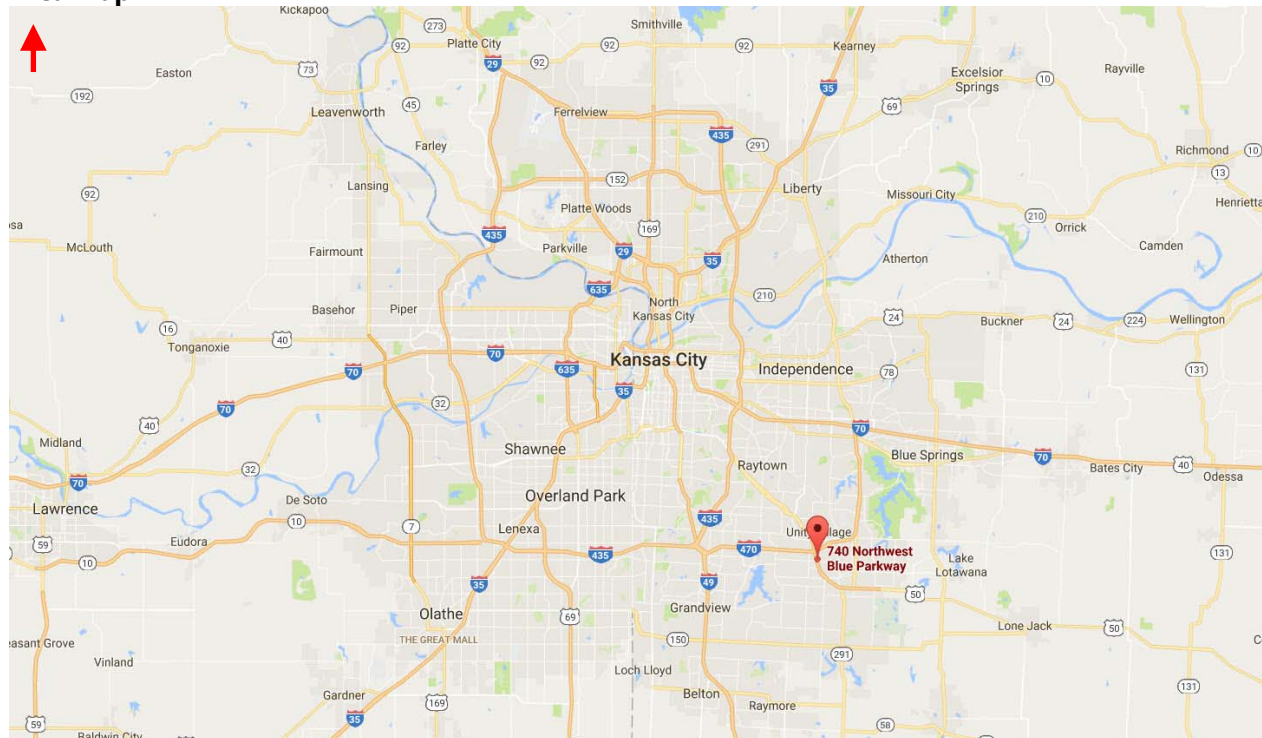 Kickapoo
Smithville
273
Platte City
92
92
92
Kearney
29
92
Excelsior
Springs
Rayville
Easton
73
10
192
35
Leavenworth
45
Ferrelview
69
435
Farley
291
Richmond
10
152
13
Lansing
Liberty
92
Missouri City
Henrietta
Platte Woods
210
169
Orrick
435
McLouth
Fairmount
Parkville
29
Camden
35
Atherton
635
210
Basehor
Piper
North
Kansas City
16
24
Buckner
24
224
Wellington
Tonganoxie
40
70
Kansas City
635
Independence
78
131
70
35
32
70
40
70
Midland
Shawnee
70
Blue Springs
32
Raytown
70
Bates City
40
70
Odessa
Lawrence
De Soto
Overland Park
10
435
7
Lenexa
59
Eudora
435
470
740 Northwest
Blue Parkway
131
10
Lake
Lotawana
35
49
50
Olathe
69
Grandview
THE GREAT MALL
Lone Jack
50
150
291
Vinland
Loch Lloyd
131
Gardner
169
Belton
Raymore
35
59
58
Baldwin City